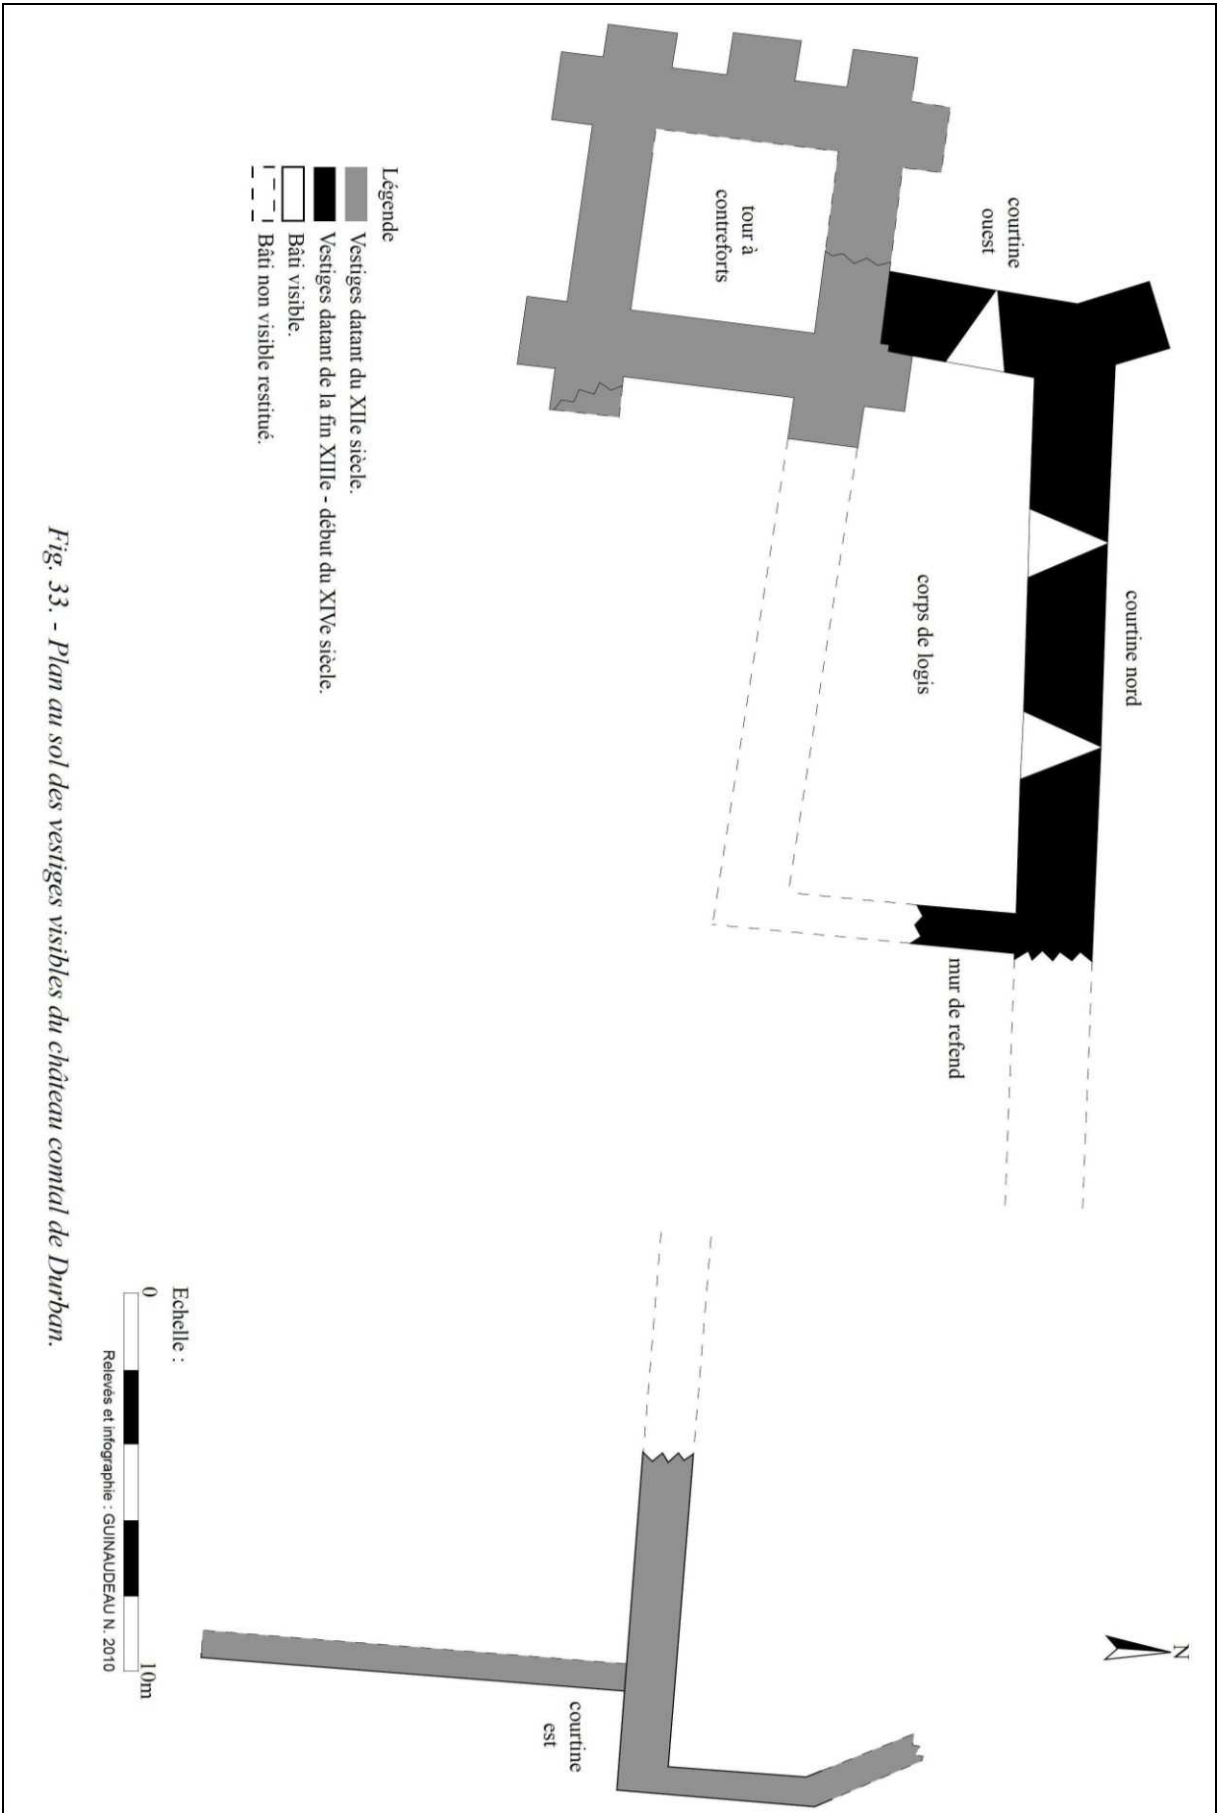 N
courtine
ouest
courtine nord
tour à
contreforts
corps de logis
mur de refend
courtine
est
Légende
Vestiges datant du XIIe siècle.
Vestiges datant de la fin XIIIe - début du XIVe siècle.
Bâti visible.
Bâti non visible restitué.
Echelle :
0
10m
Relevés et infographie : GUINAUDEAU N. 2010
Fig. 33. - Plan au sol des vestiges visibles du château comtal de Durban.